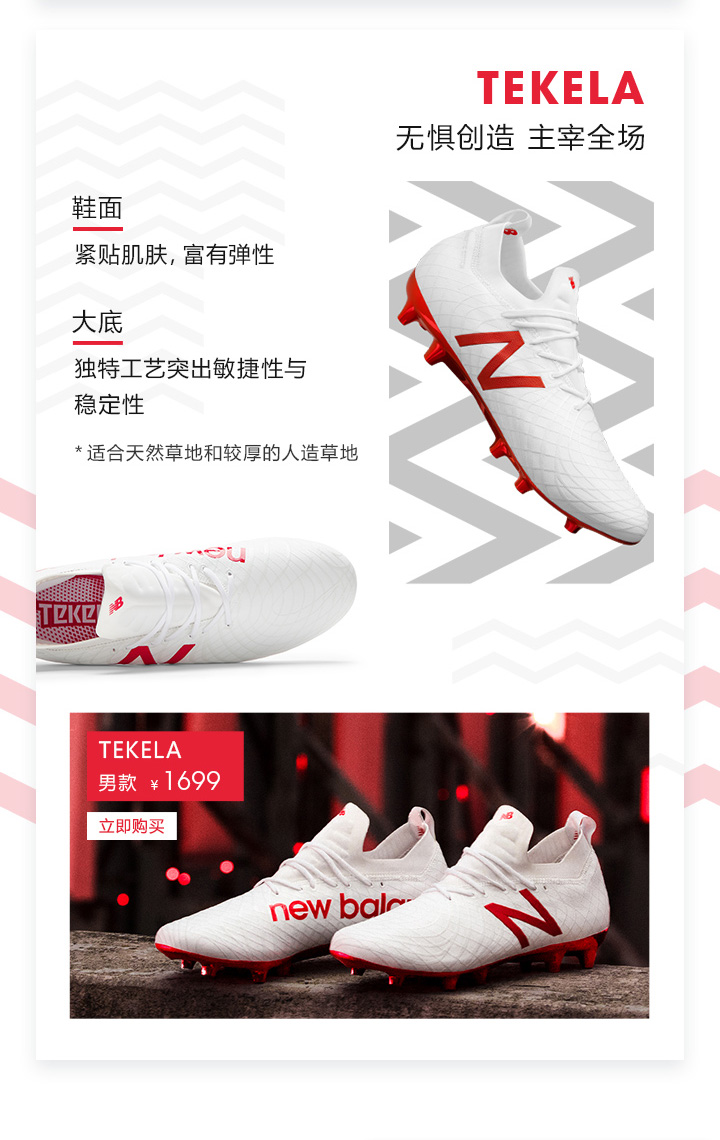 TEKELA
无惧创造 主宰全场
鞋面
紧贴肌肤，富有弹性
大底
独特工艺突出敏捷性与
稳定性
* 适合天然草地和较厚的人造草地
N
new
TEKE
NB
N
TEKELA
男款 ¥ 1699
立即购买
NB
new bala
N